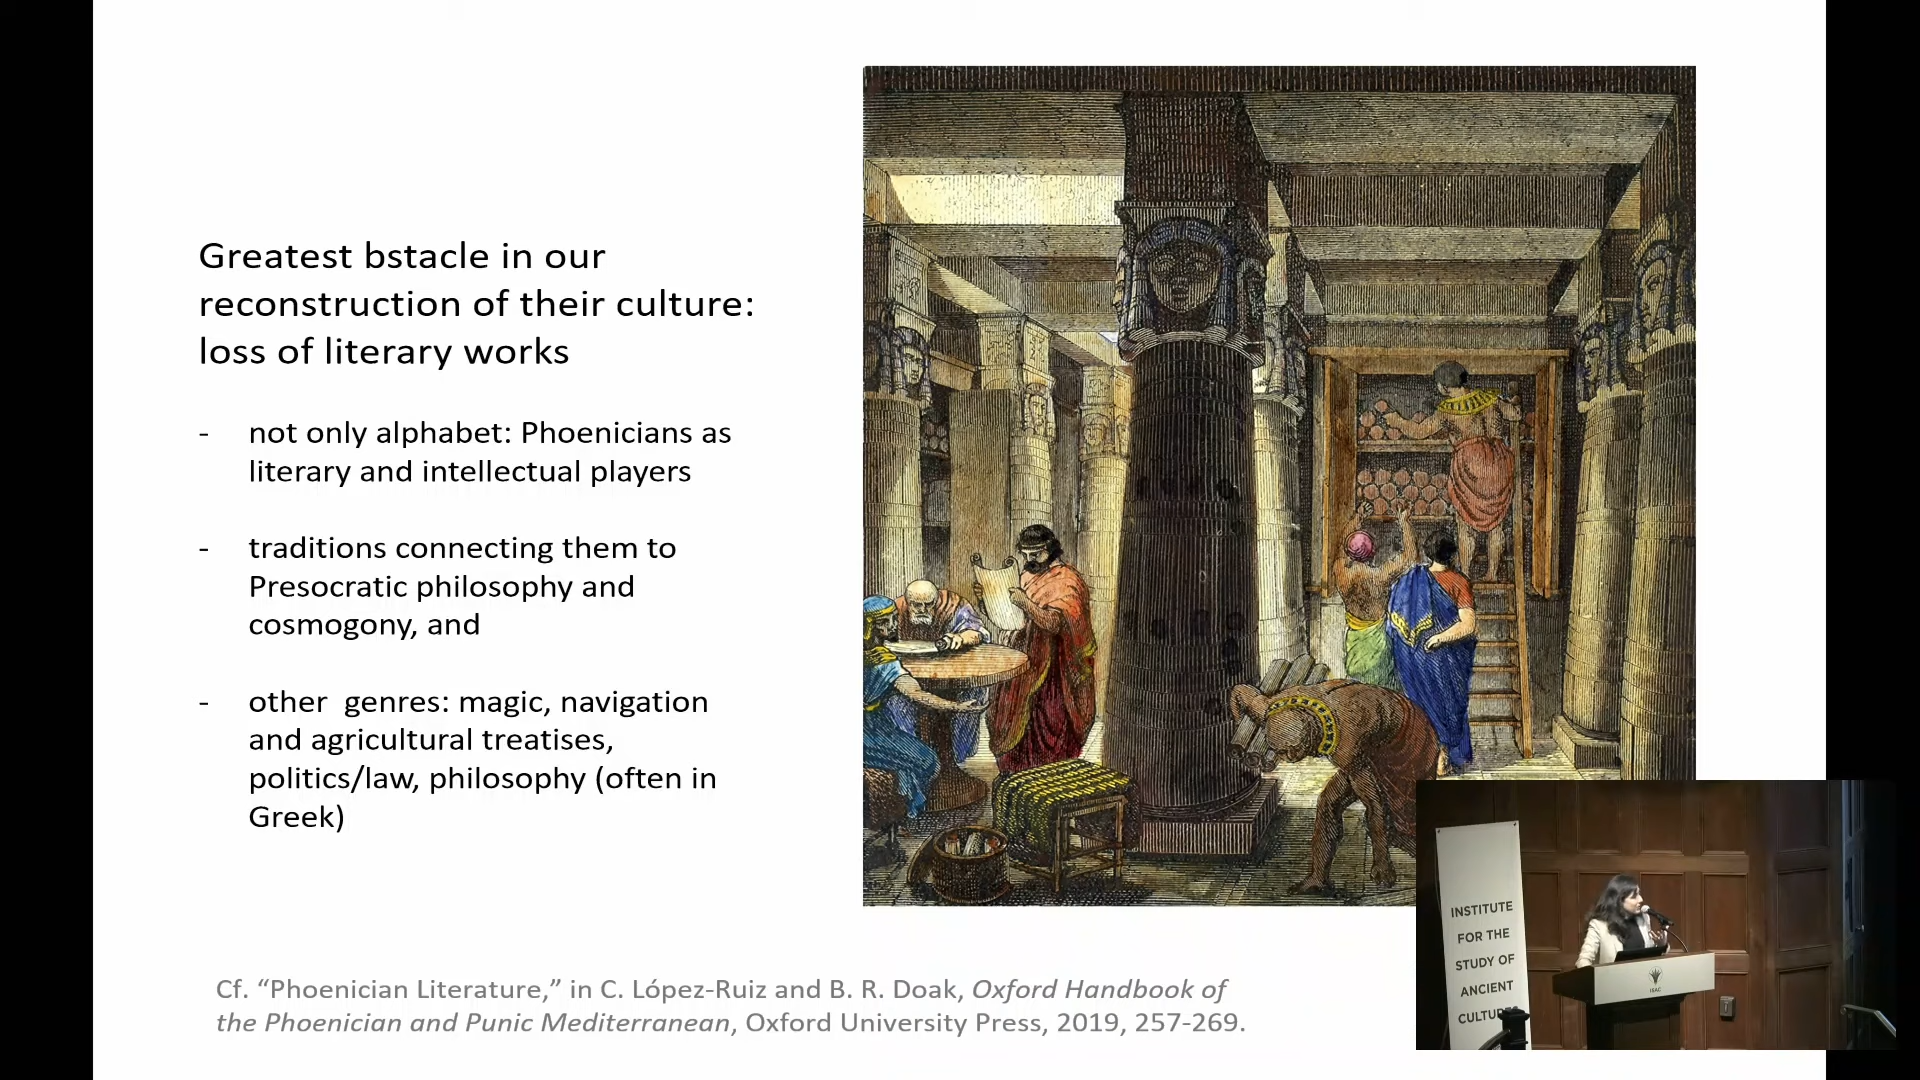 Greatest bstacle in our
reconstruction of their culture:
loss of literary works
- not only alphabet: Phoenicians as
literary and intellectual players
- traditions connecting them to
Presocratic philosophy and
cosmogony, and
- other genres: magic, navigation
and agricultural treatises,
politics/law, philosophy (often in
Greek)
Cf. “Phoenician Literature,” in C. López-Ruiz and B. R. Doak, Oxford Handbook of
the Phoenician and Punic Mediterranean, Oxford University Press, 2019, 257-269.
INSTITUTE
FOR THE
STUDY OF
ANCIENT
CULTURES
ISAC